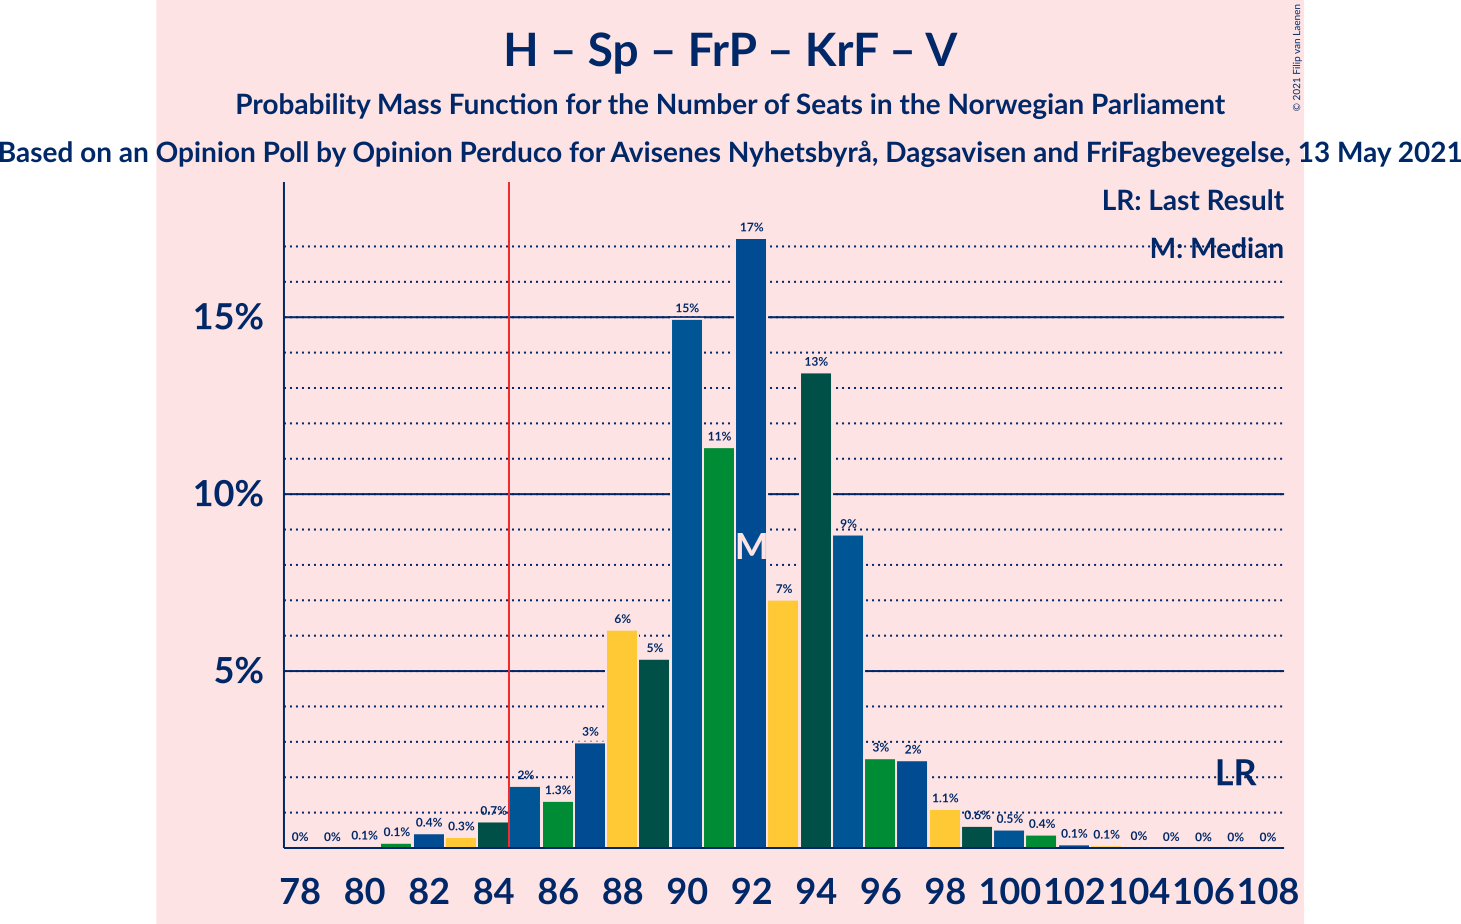 H – Sp – FrP – KrF – V
Probability Mass Function for the Number of Seats in the Norwegian Parliament
Based on an Opinion Poll by Opinion Perduco for Avisenes Nyhetsbyrå, Dagsavisen and FriFagbevegelse, 13 May 2021
© 2021 Filip van Laenen
LR: Last Result
M: Median
15%
10%
5%
0% 0% 0.1% 0.1% 0.4% 0.3% 0.7% 2% 1.3% 3% 6% 5% 15% 11% 17% 7% 13% 9% 3% 2% 1.1% 0.6% 0.5% 0.4% 0.1% 0.1% 0% 0% 0% 0% 0%
M
LR
78 80 82 84 86 88 90 92 94 96 98 100 102 104 106 108